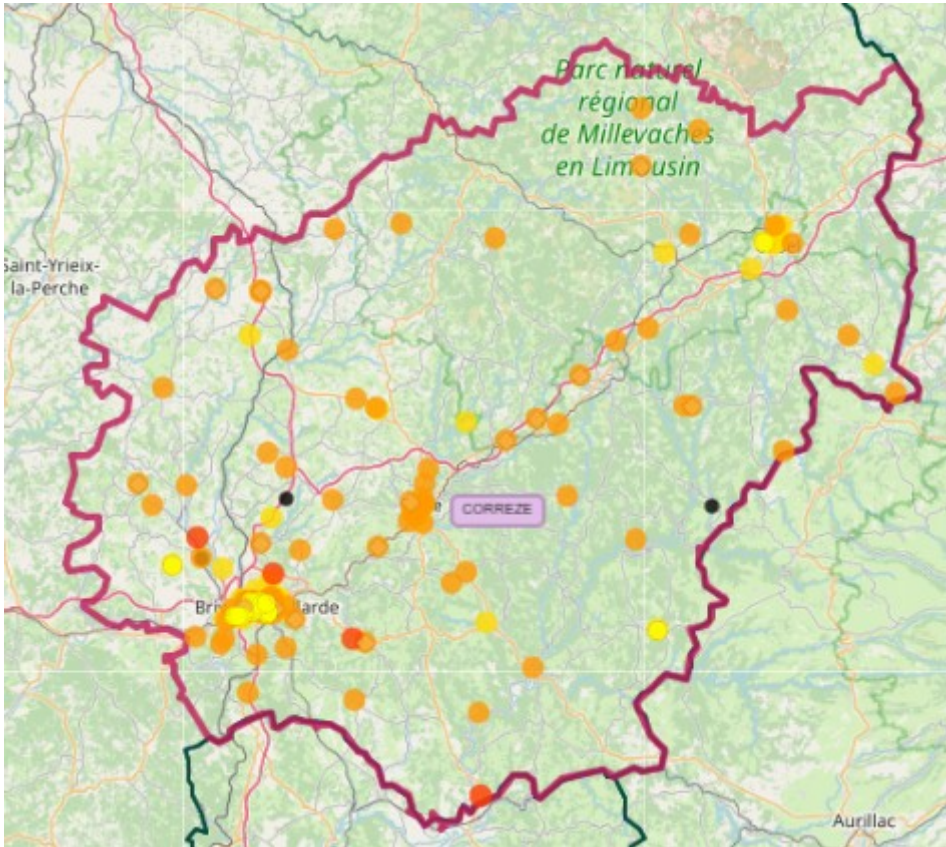 Parc naturel
régional
de Millevaches
en Limousin
Saint-Yrieix-
la-Perche
CORREZE
Aurillac